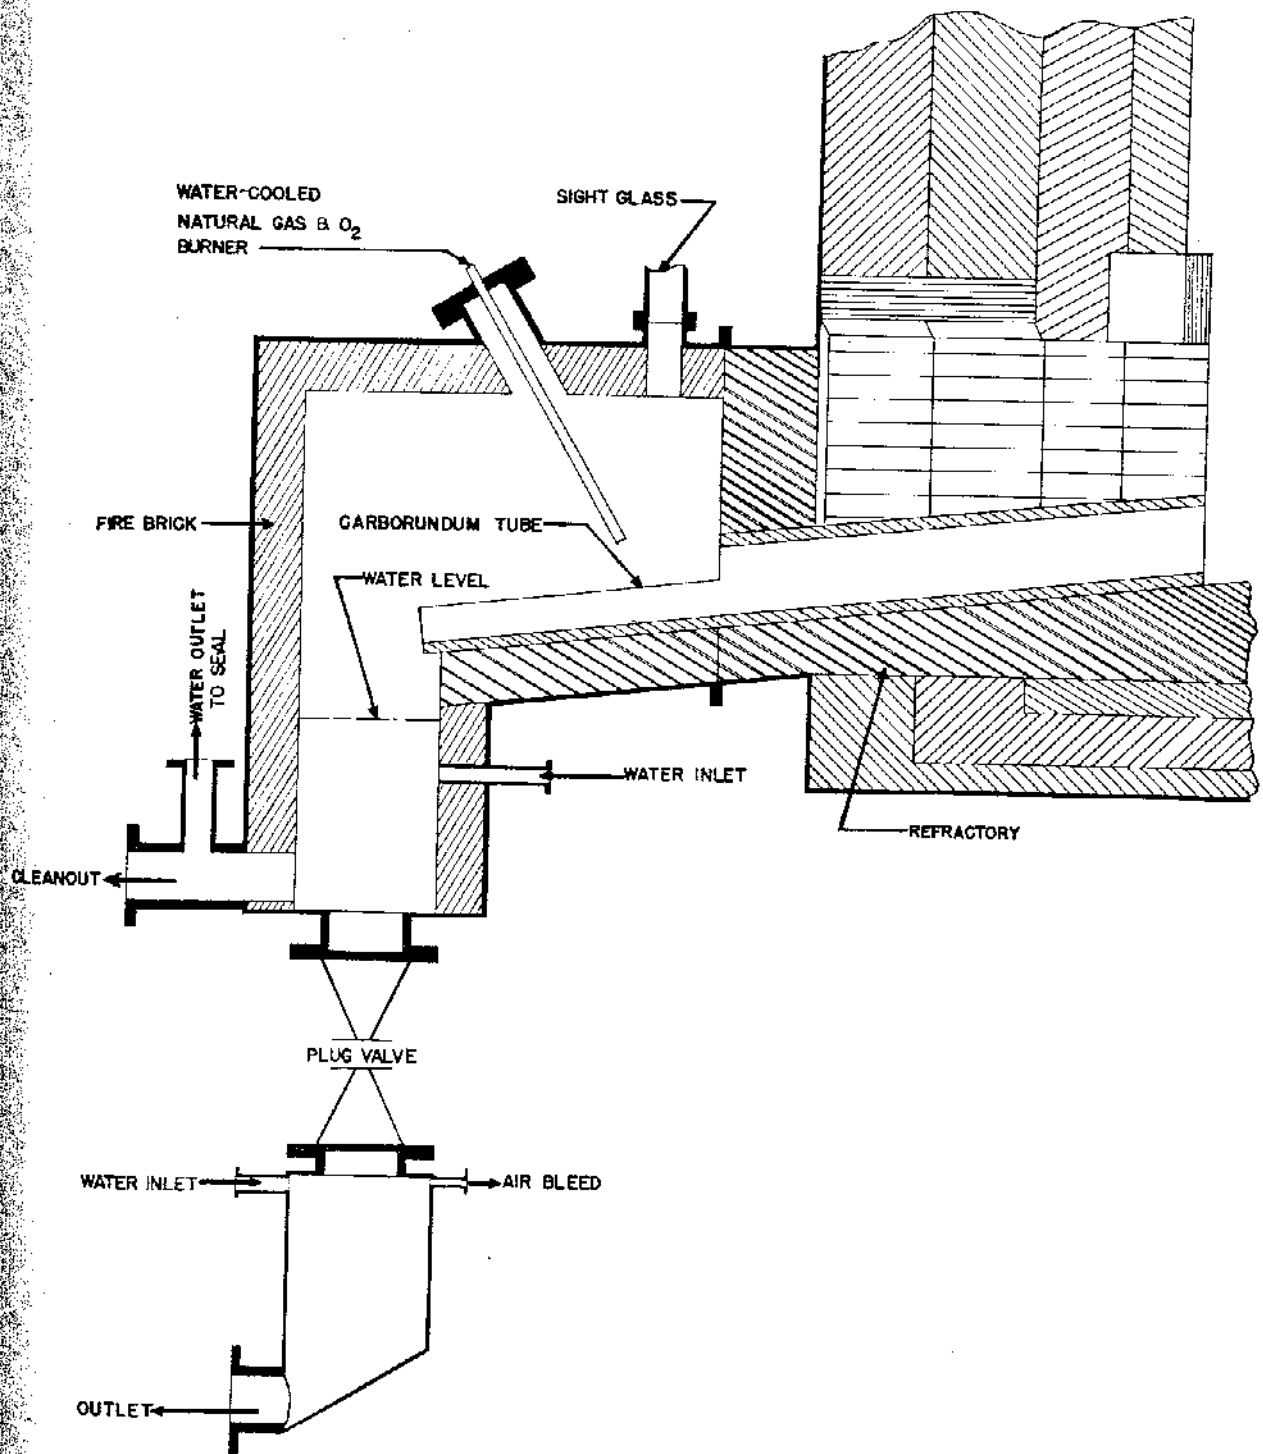 WATER-COOLED
NATURAL GAS & O2
BURNER
SIGHT GLASS
FIRE BRICK
CARBORUNDUM TUBE
WATER LEVEL
WATER OUTLET
TO SEAL
WATER INLET
REFRACTORY
CLEANOUT
PLUG VALVE
WATER INLET
AIR BLEED
OUTLET